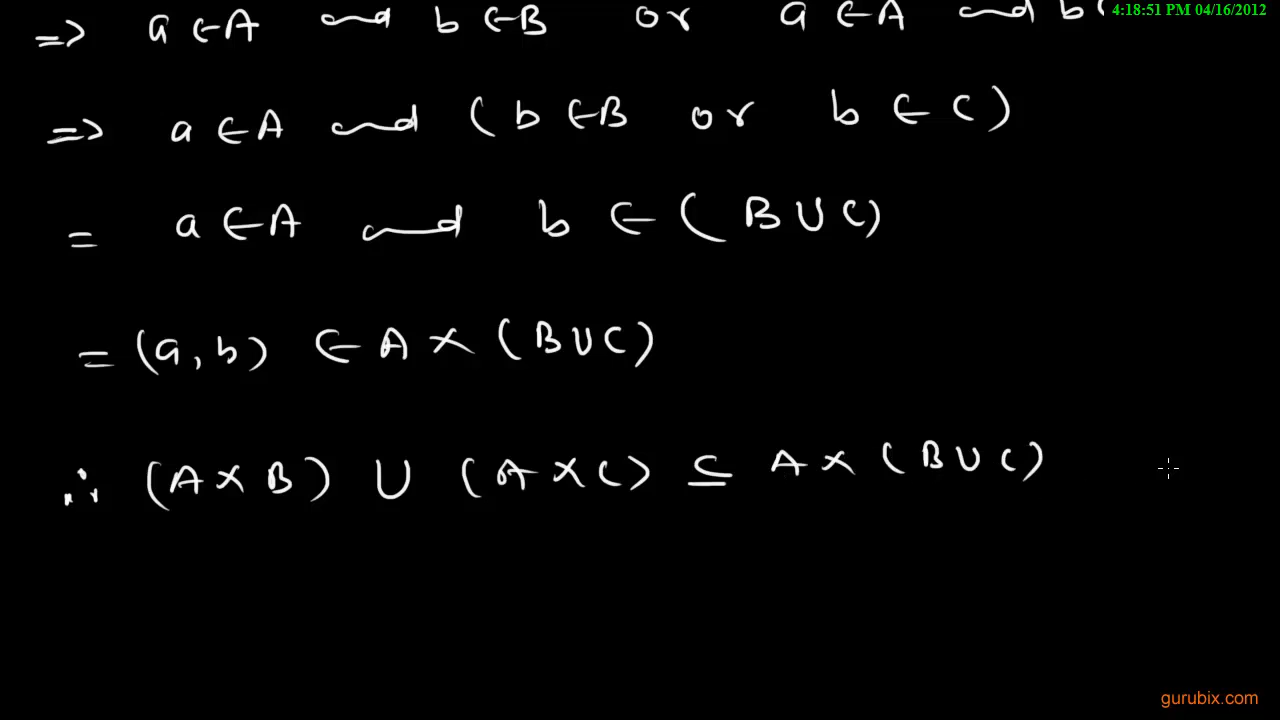 4:18:51 PM 04/16/2012
=> a ∈ A and b ∈ B or a ∈ A and b
=> a ∈ A and (b ∈ B or b ∈ C)
= a ∈ A and b ∈ (B ∪ C)
= (a, b) ∈ A × (B ∪ C)
∴ (A × B) ∪ (A × C) ⊆ A × (B ∪ C)
gurubix.com